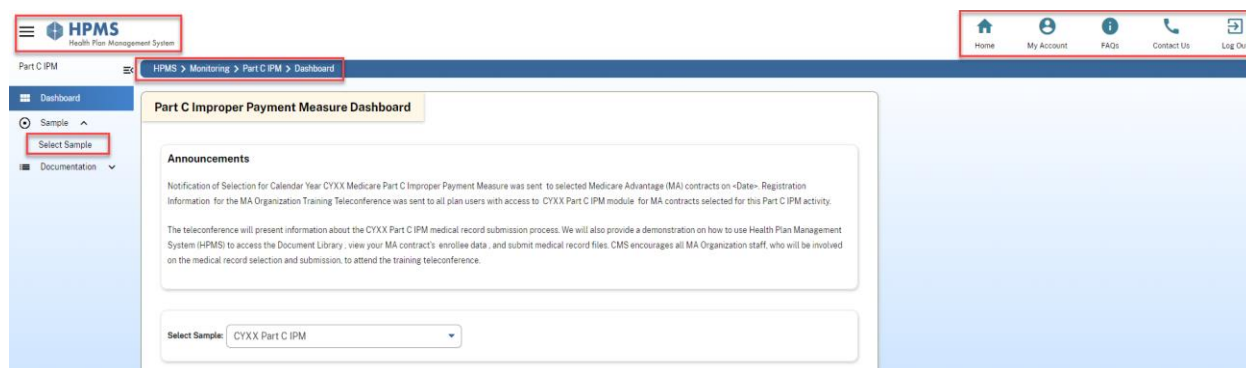 HPMS
Health Plan Management System
Home My Account FAQs Contact Us Log Ou
Part C IPM
HPMS > Monitoring > Part C IPM > Dashboard
Dashboard
Sample
Select Sample
Documentation
Part C Improper Payment Measure Dashboard
Announcements
Notification of Selection for Calendar Year CYXX Medicare Part C Improper Payment Measure was sent to selected Medicare Advantage (MA) contracts on <Date>. Registration
Information for the MA Organization Training Teleconference was sent to all plan users with access to CYXX Part C IPM module for MA contracts selected for this Part C IPM activity.
The teleconference will present information about the CYXX Part C IPM medical record submission process. We will also provide a demonstration on how to use Health Plan Management
System (HPMS) to access the Document Library , view your MA contract's enrollee data , and submit medical record files. CMS encourages all MA Organization staff, who will be involved
on the medical record selection and submission, to attend the training teleconference.
Select Sample: CYXX Part C IPM